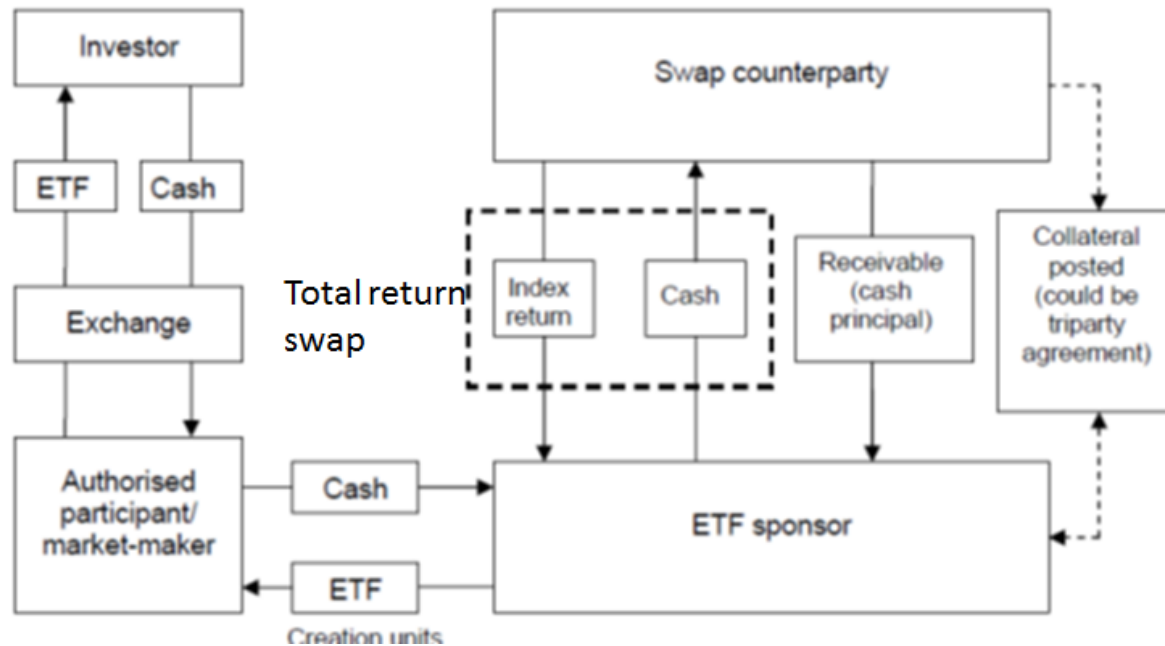 Investor
Swap counterparty
ETF
Cash
Index
return
Cash
Receivable
(cash
principal)
Collateral
posted
(could be
triparty
agreement)
Total return
swap
Exchange
Authorised
participant/
market-maker
Cash
ETF
Creation units
ETF sponsor